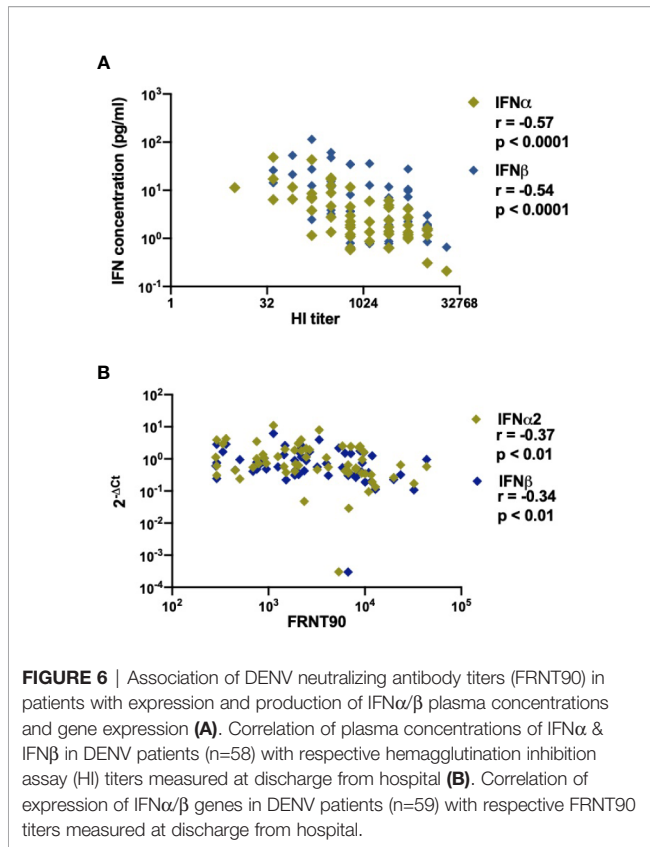 A
IFN concentration (pg/ml)
10³
10²
10¹
10⁰
10⁻¹
1
32
1024
32768
HI titer
IFNα
r = -0.57
p < 0.0001
IFNβ
r = -0.54
p < 0.0001
B
2^-ΔCt
10²
10¹
10⁰
10⁻¹
10⁻²
10⁻³
10⁻⁴
10²
10³
10⁴
10⁵
FRNT90
IFNα2
r = -0.37
p < 0.01
IFNβ
r = -0.34
p < 0.01
FIGURE 6 | Association of DENV neutralizing antibody titers (FRNT90) in
patients with expression and production of IFNα/β plasma concentrations
and gene expression (A). Correlation of plasma concentrations of IFNα &
IFNβ in DENV patients (n=58) with respective hemagglutination inhibition
assay (HI) titers measured at discharge from hospital (B). Correlation of
expression of IFNα/β genes in DENV patients (n=59) with respective FRNT90
titers measured at discharge from hospital.